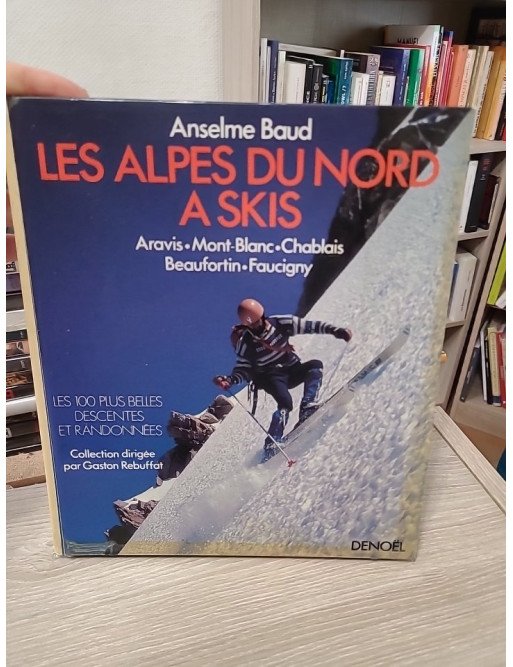 Anselme Baud
LES ALPES DU NORD
A SKIS
Aravis•Mont-Blanc•Chablais
Beaufortin•Faucigny
LES 100 PLUS BELLES
DESCENTES
ET RANDONNÉES
Collection dirigée
par Gaston Rebuffat
DENOËL
MANUEL